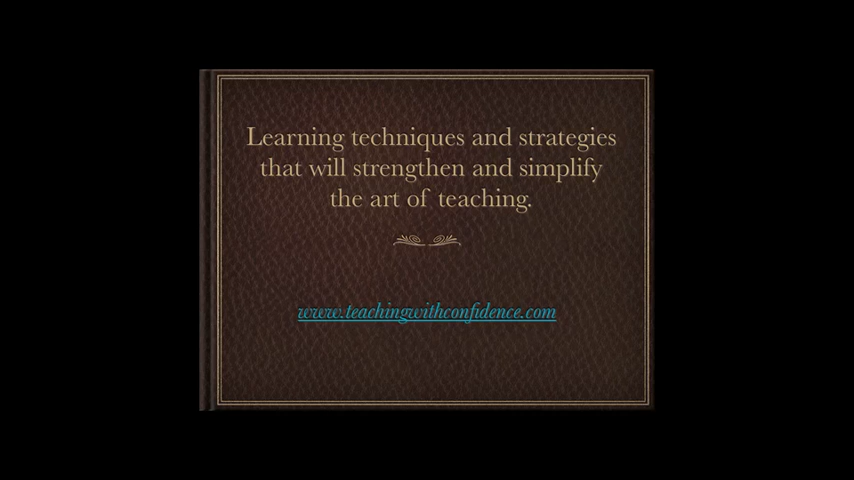 Learning techniques and strategies
that will strengthen and simplify
the art of teaching.
www.teachingwithconfidence.com